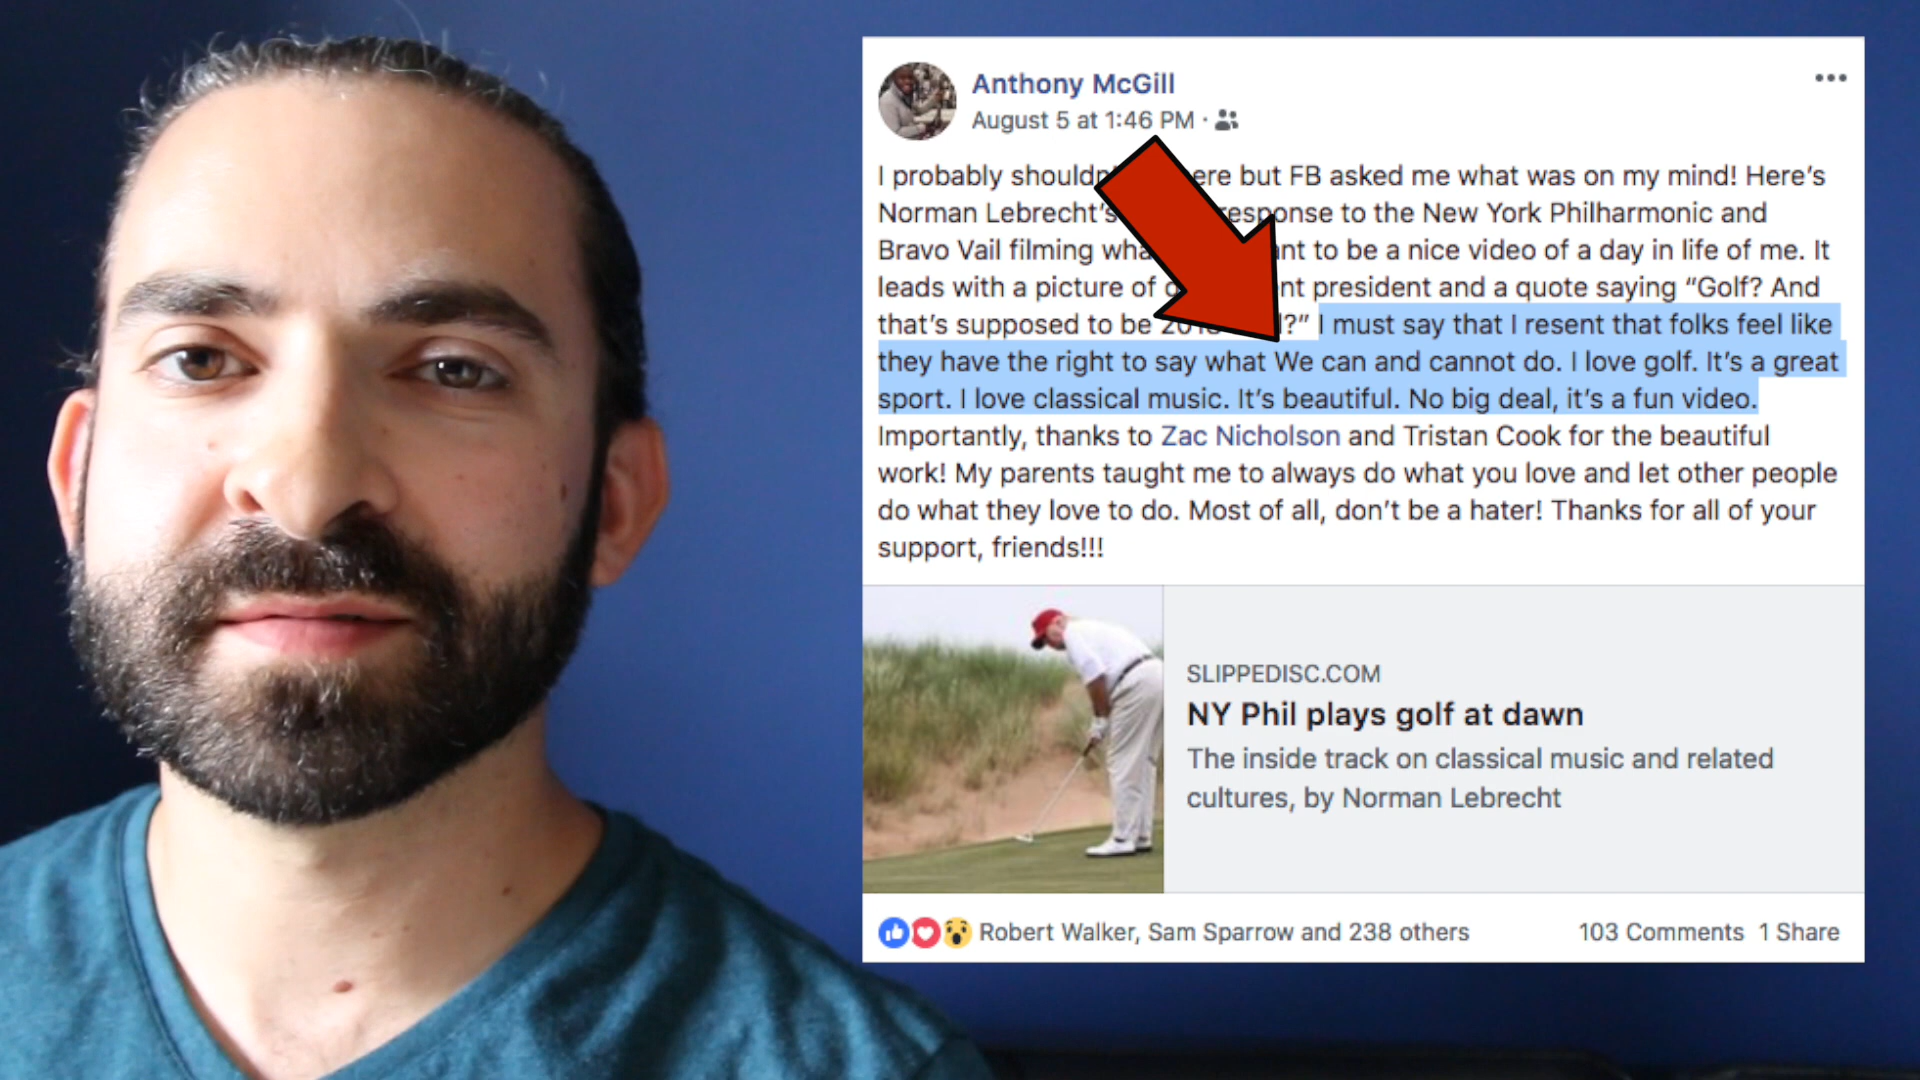 Anthony McGill
August 5 at 1:46 PM ·
I probably ere but FB asked me what was on my mind! Here's
Norman Lebrecht's response to the New York Philharmonic and
Bravo Vail filming to be a nice video of a day in life of me. It
leads with a picture of president and a quote saying "Golf? And
that's supposed to be ?" I must say that I resent that folks feel like
they have the right to say what We can and cannot do. I love golf. It's a great
sport. I love classical music. It's beautiful. No big deal, it's a fun video.
Importantly, thanks to Zac Nicholson and Tristan Cook for the beautiful
work! My parents taught me to always do what you love and let other people
do what they love to do. Most of all, don't be a hater! Thanks for all of your
support, friends!!!
SLIPPEDISC.COM
NY Phil plays golf at dawn
The inside track on classical music and related
cultures, by Norman Lebrecht
Robert Walker, Sam Sparrow and 238 others 103 Comments 1 Share